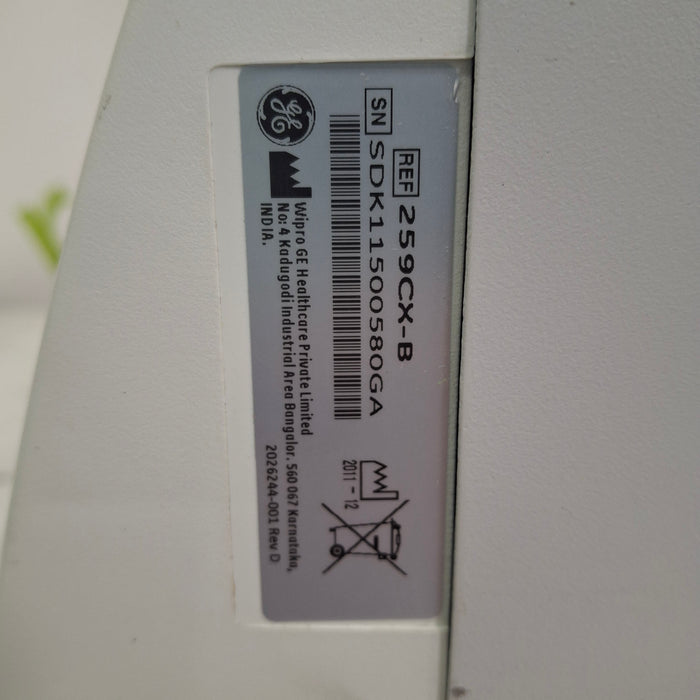 REF 259CX-B
SN SDK11500580GA
2011-12
GE
Wipro GE Healthcare Private Limited
No: 4 Kadugodi Industrial Area Bangalor. 560 067 Karnataka,
INDIA.
2026244-001 Rev D